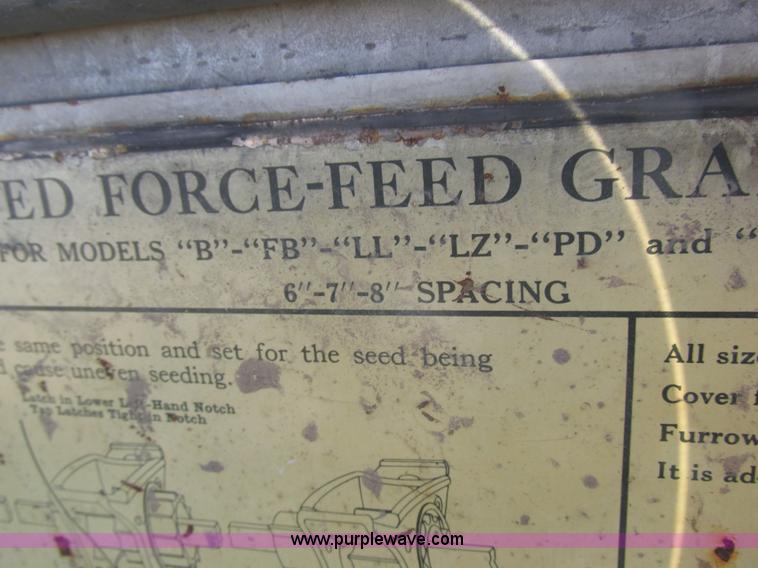 ED FORCE-FEED GRA
FOR MODELS "B"-"FB"-"LL"-"LZ"-"PD" and "
6"-7"-8" SPACING
same position and set for the seed being
cause uneven seeding.
Latch in Lower Left-Hand Notch
Tap Latches Tight in Notch
All siz
Cover f
Furrow
It is ad
www.purplewave.com